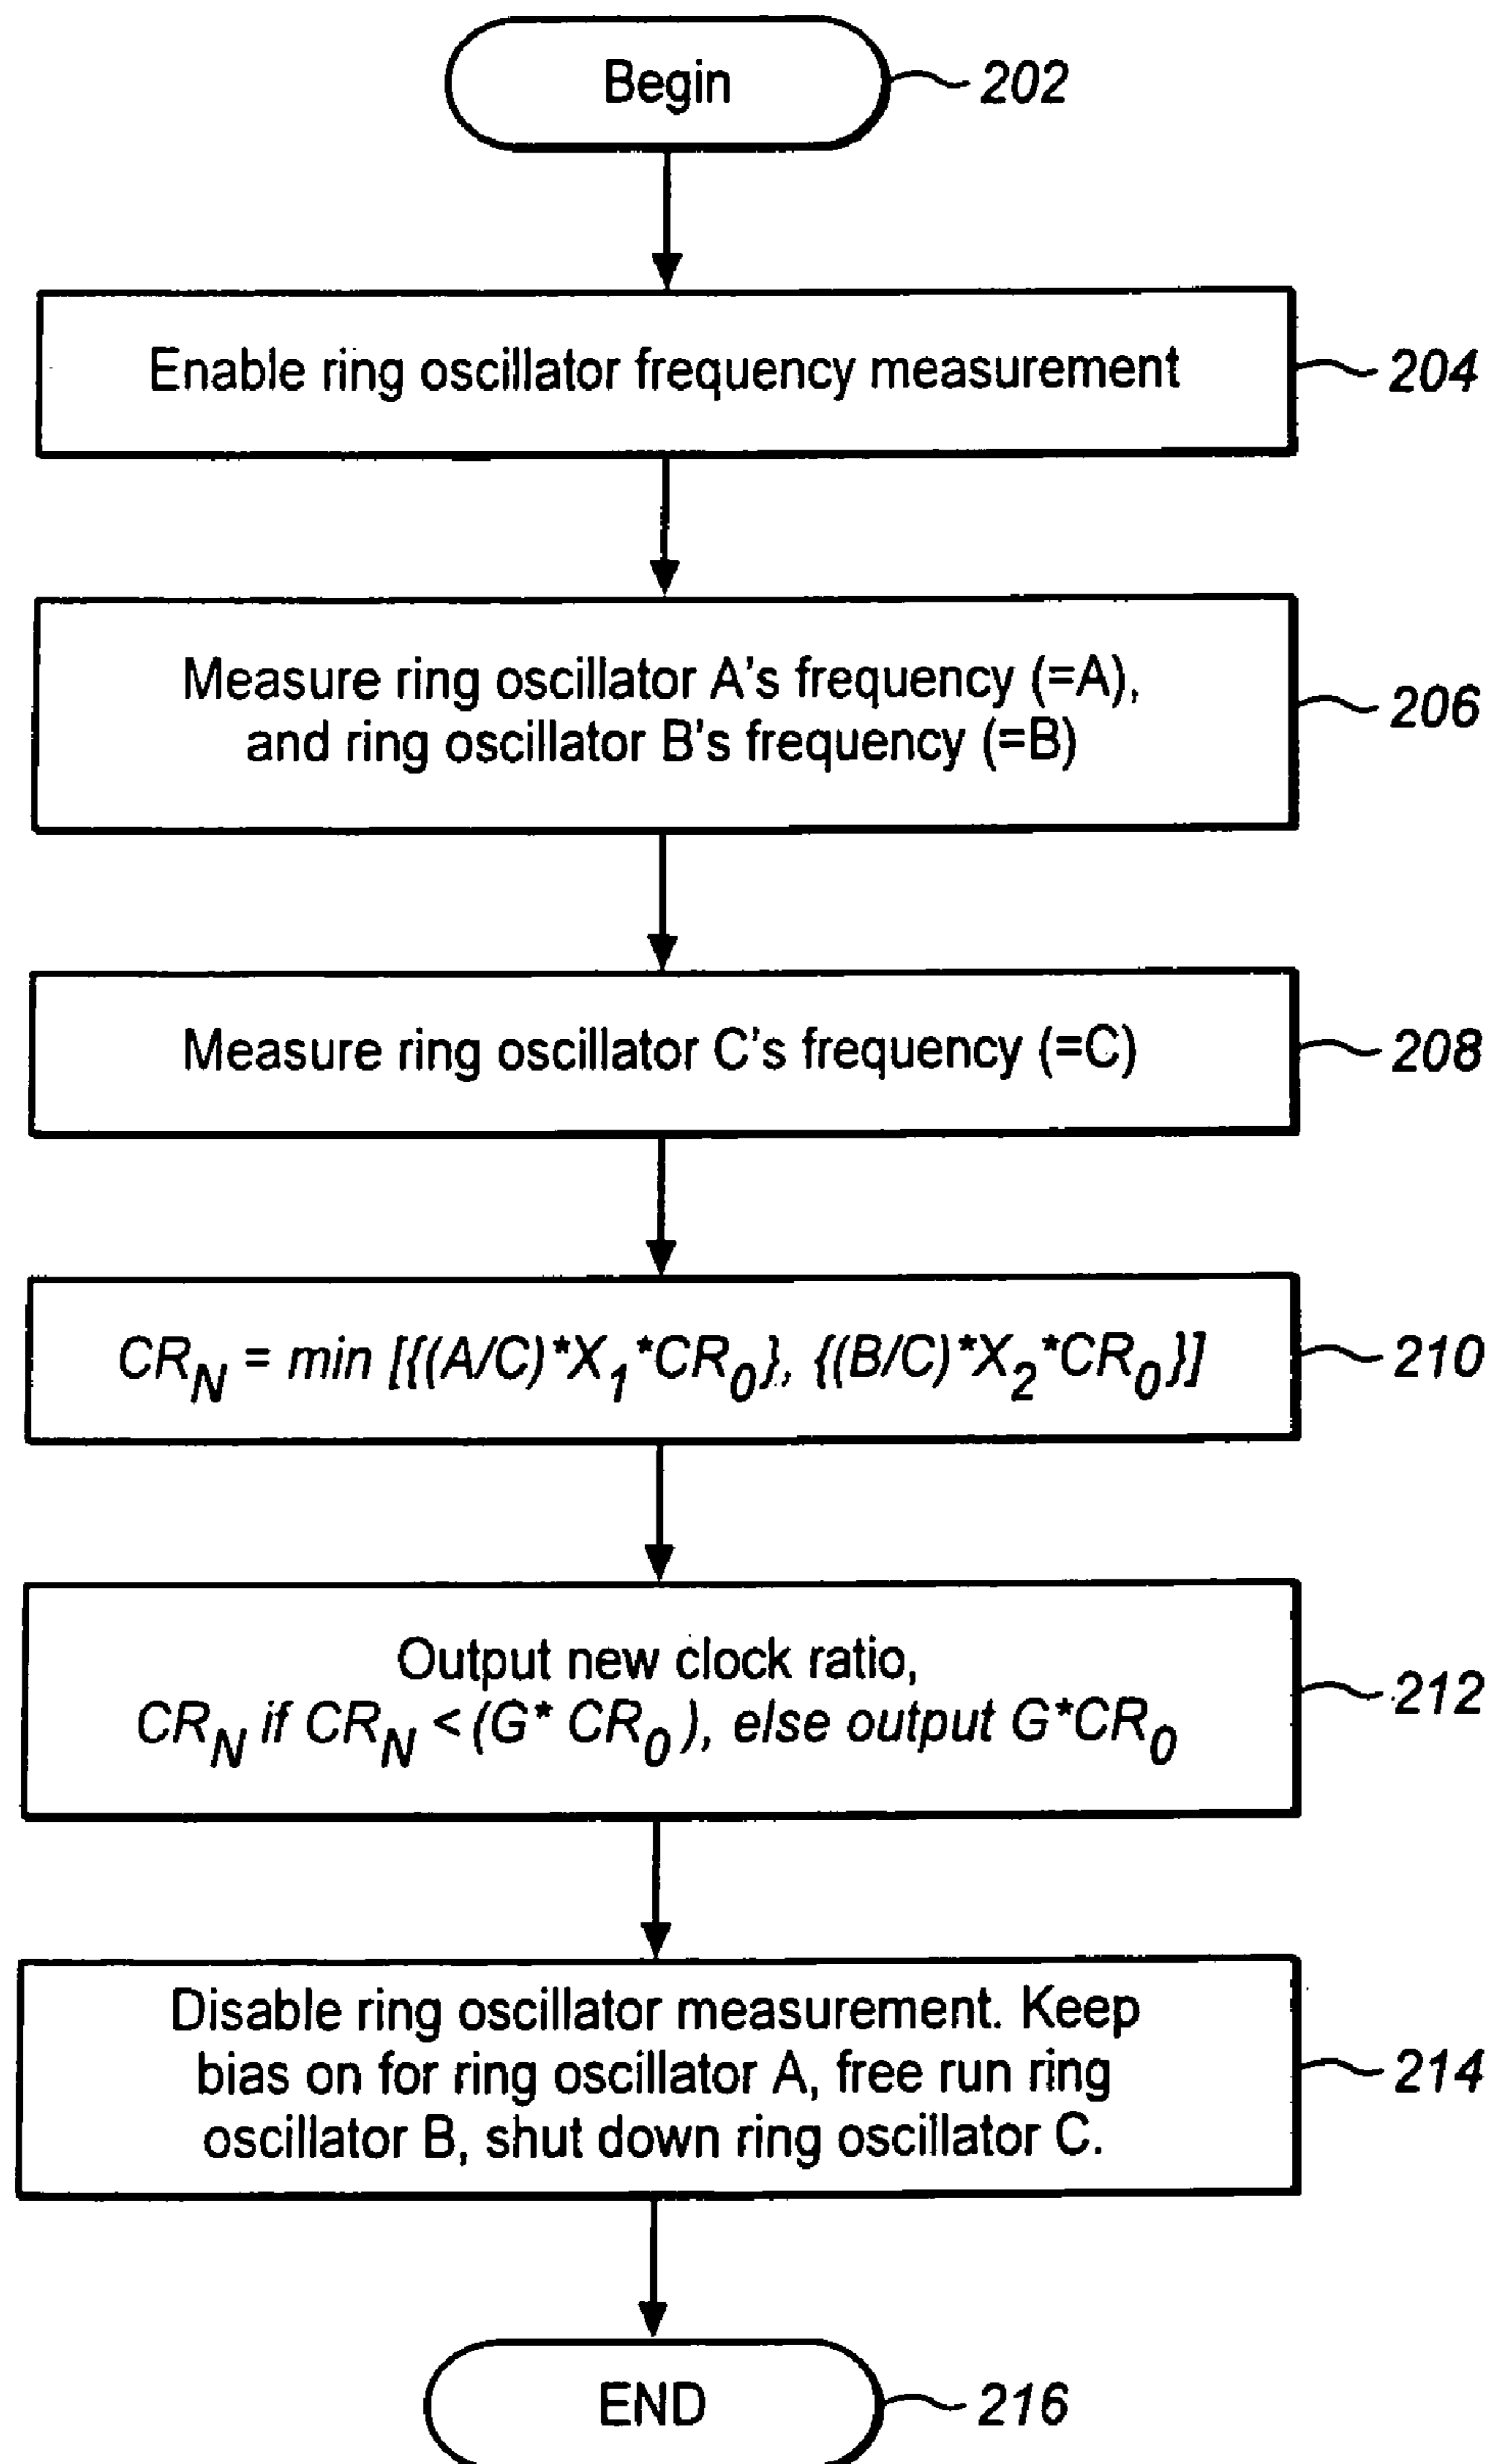 Begin
202
Enable ring oscillator frequency measurement
204
Measure ring oscillator A's frequency (=A),
and ring oscillator B's frequency (=B)
206
Measure ring oscillator C's frequency (=C)
208
CR_N = min [{((A/C)*X_1*CR_0}, {((B/C)*X_2*CR_0}]
210
Output new clock ratio,
CR_N if CR_N < (G* CR_0), else output G*CR_0
212
Disable ring oscillator measurement. Keep
bias on for ring oscillator A, free run ring
oscillator B, shut down ring oscillator C.
214
END
216